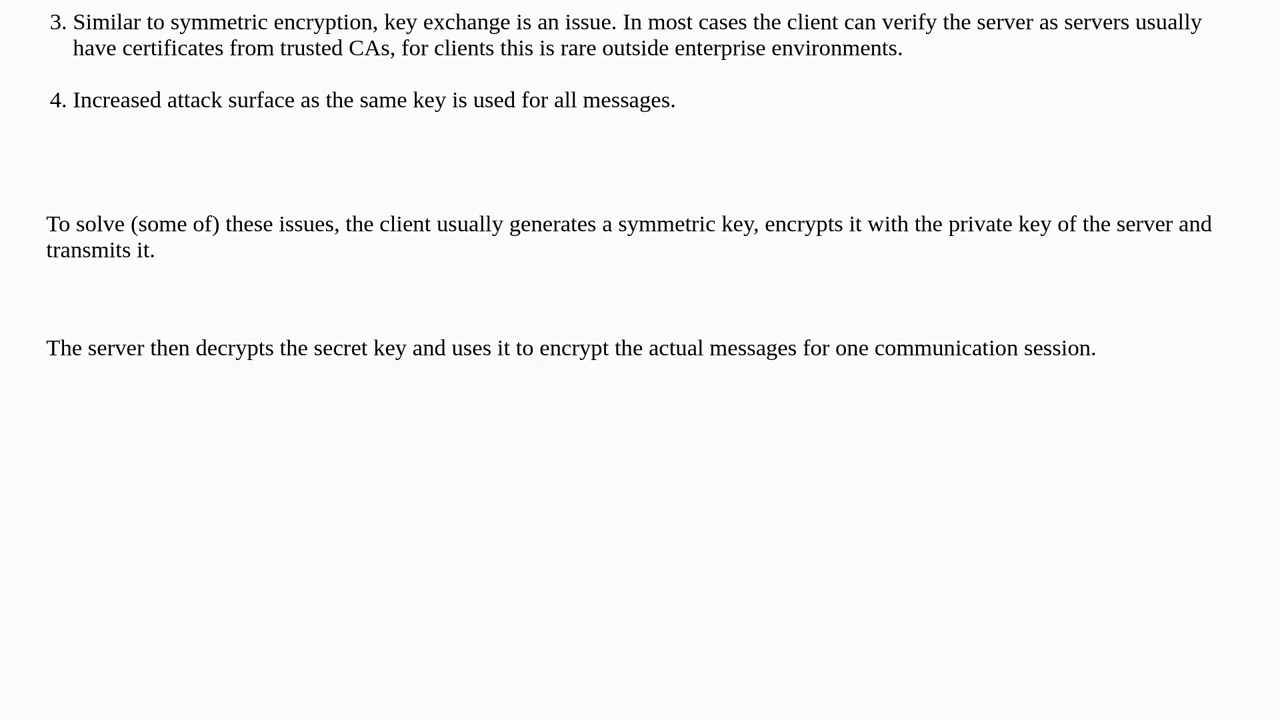 3. Similar to symmetric encryption, key exchange is an issue. In most cases the client can verify the server as servers usually
have certificates from trusted CAs, for clients this is rare outside enterprise environments.
4. Increased attack surface as the same key is used for all messages.
To solve (some of) these issues, the client usually generates a symmetric key, encrypts it with the private key of the server and
transmits it.
The server then decrypts the secret key and uses it to encrypt the actual messages for one communication session.